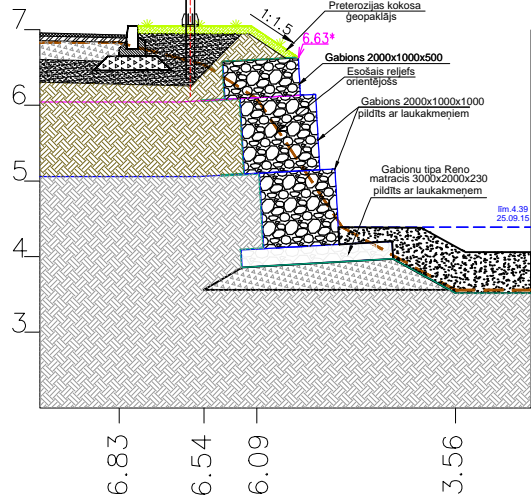 7
6
5
4
3
1:1.5
Preterozijas kokosa
ģeopaklājs
6.63*
Gabions 2000x1000x500
Esošais reljefs
orientējošs
Gabions 2000x1000x1000
pildīts ar laukakmeņiem
Gabionu tipa Reno
matracis 3000x2000x230
pildīts ar laukakmeņiem
līm.4.39
25.09.15
6.83
6.54
6.09
3.56